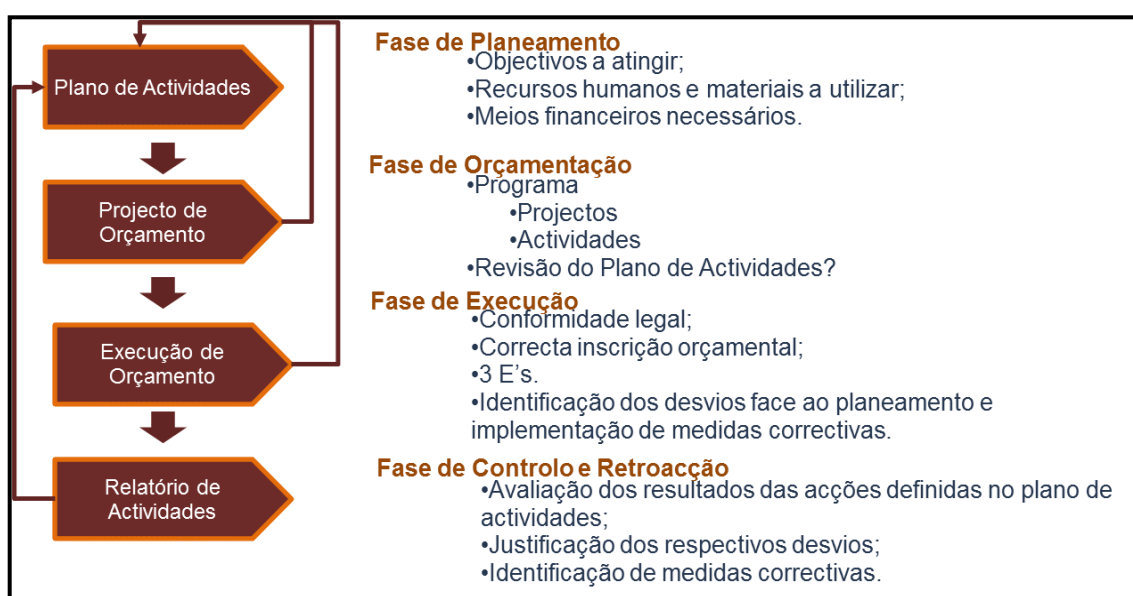 Plano de Actividades
Projecto de
Orçamento
Execução de
Orçamento
Relatório de
Actividades
Fase de Planeamento
•Objectivos a atingir;
•Recursos humanos e materiais a utilizar;
•Meios financeiros necessários.
Fase de Orçamentação
•Programa
•Projectos
•Actividades
•Revisão do Plano de Actividades?
Fase de Execução
•Conformidade legal;
•Correcta inscrição orçamental;
•3 E’s.
•Identificação dos desvios face ao planeamento e
implementação de medidas correctivas.
Fase de Controlo e Retroacção
•Avaliação dos resultados das acções definidas no plano de
actividades;
•Justificação dos respectivos desvios;
•Identificação de medidas correctivas.